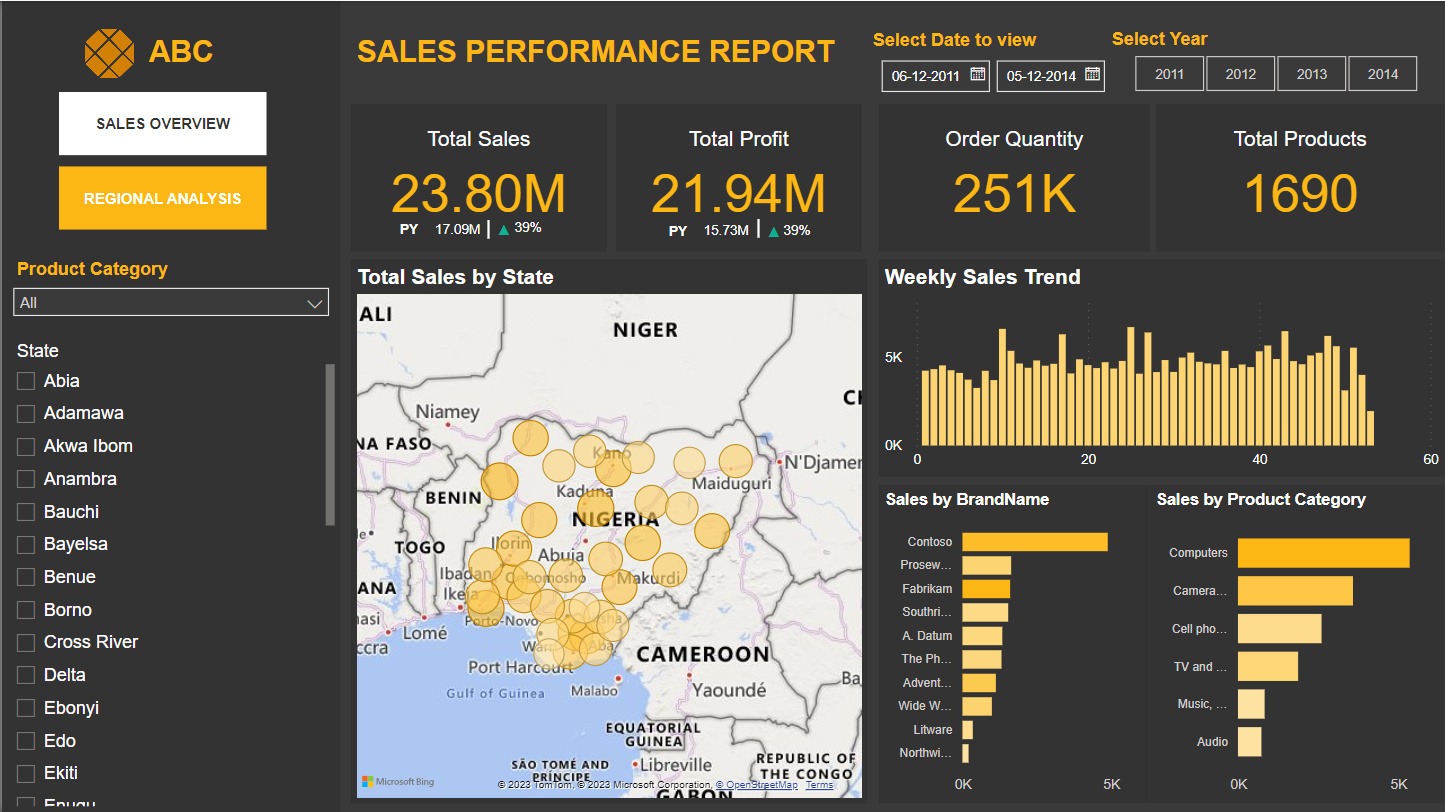 ABC
SALES OVERVIEW
REGIONAL ANALYSIS
Product Category
All
State
Abia
Adamawa
Akwa Ibom
Anambra
Bauchi
Bayelsa
Benue
Borno
Cross River
Delta
Ebonyi
Edo
Ekiti
Enugu
SALES PERFORMANCE REPORT
Select Date to view
06-12-2011
05-12-2014
Select Year
2011
2012
2013
2014
Total Sales
23.80M
PY 17.09M | ▲ 39%
Total Profit
21.94M
PY 15.73M | ▲ 39%
Order Quantity
251K
Total Products
1690
Total Sales by State
ALI
NIGER
CH
Niamey
NA FASO
Kano
N'Djamen
Maiduguri
Kaduna
BENIN
NIGERIA
TOGO
Ilorin
Abuja
Ibadan
Ogbomosho
Makurdi
ANA
Ikeja
Porto-Novo
asi
Lomé
ccra
Aba
Port Harcourt
CAMEROON
Gulf of Guinea
Malabo
Yaoundé
Ba
EQUATORIAL
GUINEA
SÃO TOMÉ AND
PRÍNCIPE
Libreville
REPUBLIC OF
THE CONGO
GABON
Microsoft Bing
© 2023 TomTom, © 2023 Microsoft Corporation, © OpenStreetMap Terms
Weekly Sales Trend
5K
0K
0 20 40 60
Sales by BrandName
Contoso
Prosew...
Fabrikam
Southri...
A. Datum
The Ph...
Advent...
Wide W...
Litware
Northwi...
0K 5K
Sales by Product Category
Computers
Camera...
Cell pho...
TV and ...
Music, ...
Audio
0K 5K